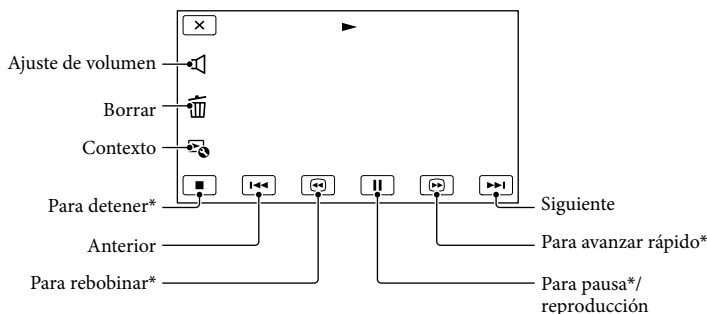 Ajuste de volumen
Borrar
Contexto
Para detener*
Anterior
Para rebobinar*
Siguiente
Para avanzar rápido*
Para pausa*/
reproducción